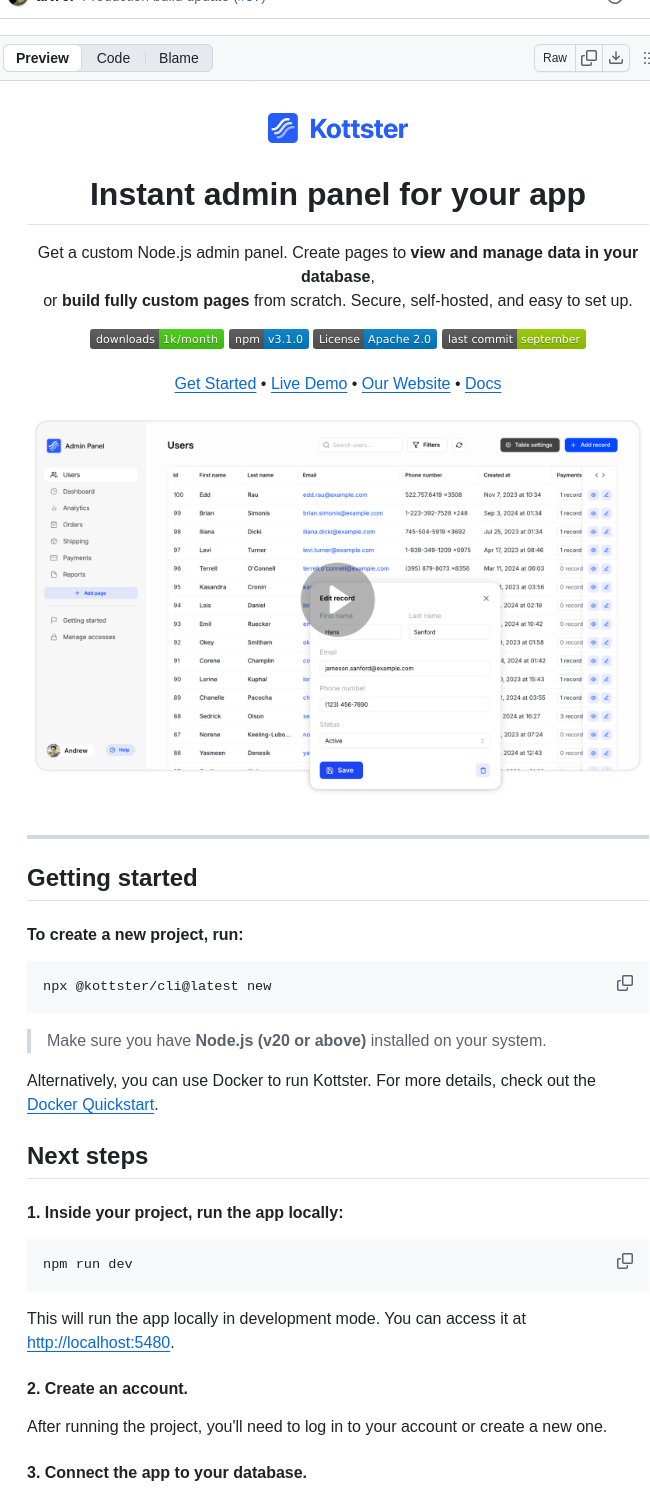 Preview Code Blame Raw
Kottster
Instant admin panel for your app
Get a custom Node.js admin panel. Create pages to view and manage data in your
database,
or build fully custom pages from scratch. Secure, self-hosted, and easy to set up.
downloads 1k/month npm v3.1.0 License Apache 2.0 last commit september
Get Started • Live Demo • Our Website • Docs
Admin Panel Users Search users... Filters Table settings + Add record
Users Id First name Last name Email Phone number Created at Payments < >
Dashboard 100 Edd Rau edd.rau@example.com 522.757.6419 x3508 Nov 7, 2023 at 10:34 1 record
Analytics 99 Brian Simonis brian.simonis@example.com 1-223-392-7528 x248 Sep 3, 2024 at 01:34 1 record
Orders 98 Iliana Dicki iliana.dicki@example.com 745-504-5919 x3692 Jul 25, 2023 at 01:34 1 record
Shipping 97 Levi Turner levi.turner@example.com 1-839-349-1209 x0975 Apr 17, 2023 at 08:46 1 record
Payments 96 Terrell O'Connell terrell.o'connell@example.com (395) 879-8073 x8356 Mar 11, 2024 at 06:03 0 record
Reports 95 Kasandra Cronin 2023 at 03:56 0 record
+ Add page 94 Lois Daniel 2024 at 02:19 0 record
Getting started 93 Emil Ruecker 2024 at 10:42 0 record
Manage accesses 92 Okey Smitham 2023 at 01:58 0 record
91 Corene Champlin 2024 at 01:42 1 record
90 Lorine Kuphal 2023 at 15:43 1 record
89 Chanelle Pacocha 2024 at 03:55 1 record
88 Sedrick Olson 2024 at 16:27 3 record
87 Norene Keeling-Lubo... 2023 at 17:34 0 record
86 Yasmeen Denesik 2024 at 12:43 0 record
Andrew Help
Edit record
First name Last name
Hans Sanford
Email
jameson.sanford@example.com
Phone number
(123) 456-7890
Status
Active
Save
Getting started
To create a new project, run:
npx @kottster/cli@latest new
Make sure you have Node.js (v20 or above) installed on your system.
Alternatively, you can use Docker to run Kottster. For more details, check out the
Docker Quickstart.
Next steps
1. Inside your project, run the app locally:
npm run dev
This will run the app locally in development mode. You can access it at
http://localhost:5480.
2. Create an account.
After running the project, you'll need to log in to your account or create a new one.
3. Connect the app to your database.